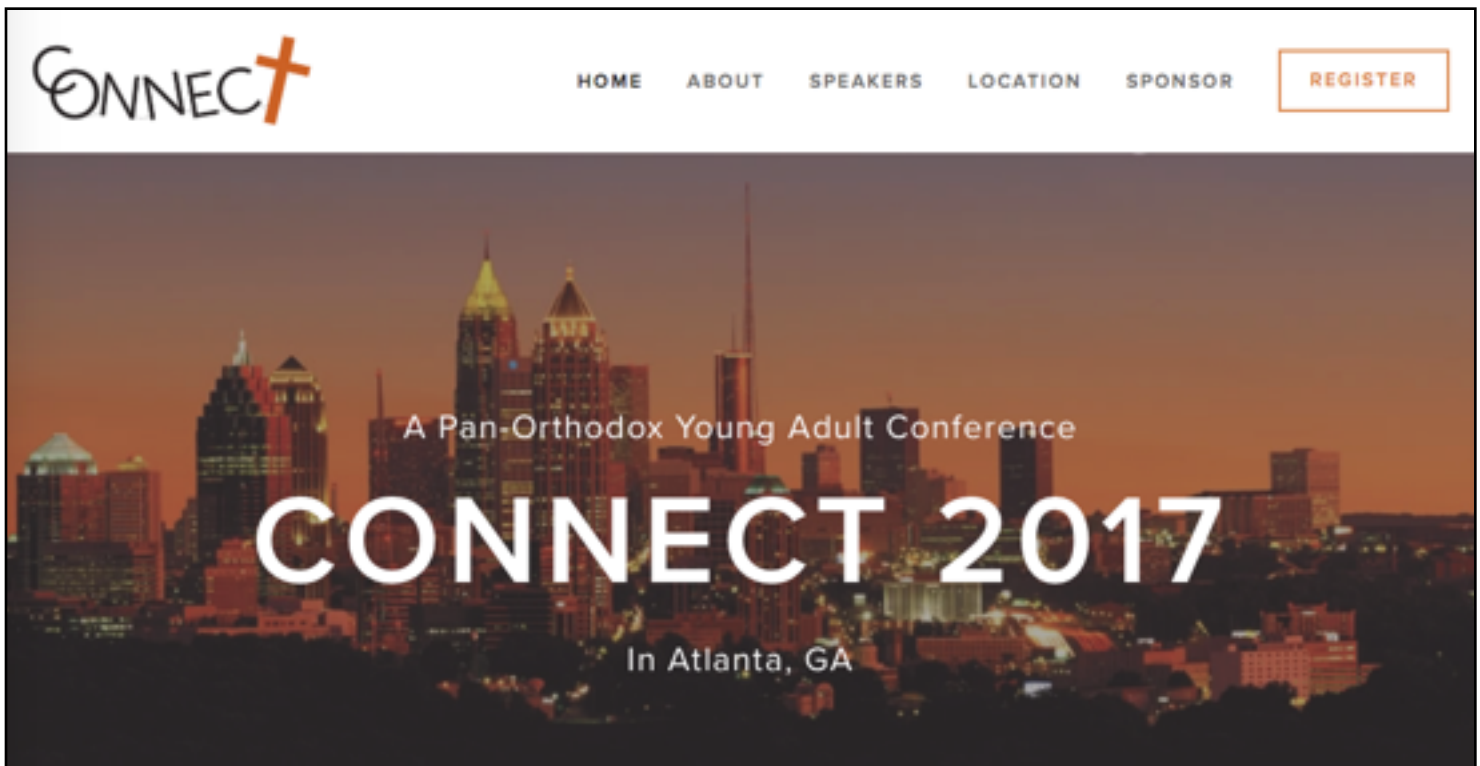 CONNECT
HOME ABOUT SPEAKERS LOCATION SPONSOR REGISTER
A Pan-Orthodox Young Adult Conference
CONNECT 2017
In Atlanta, GA